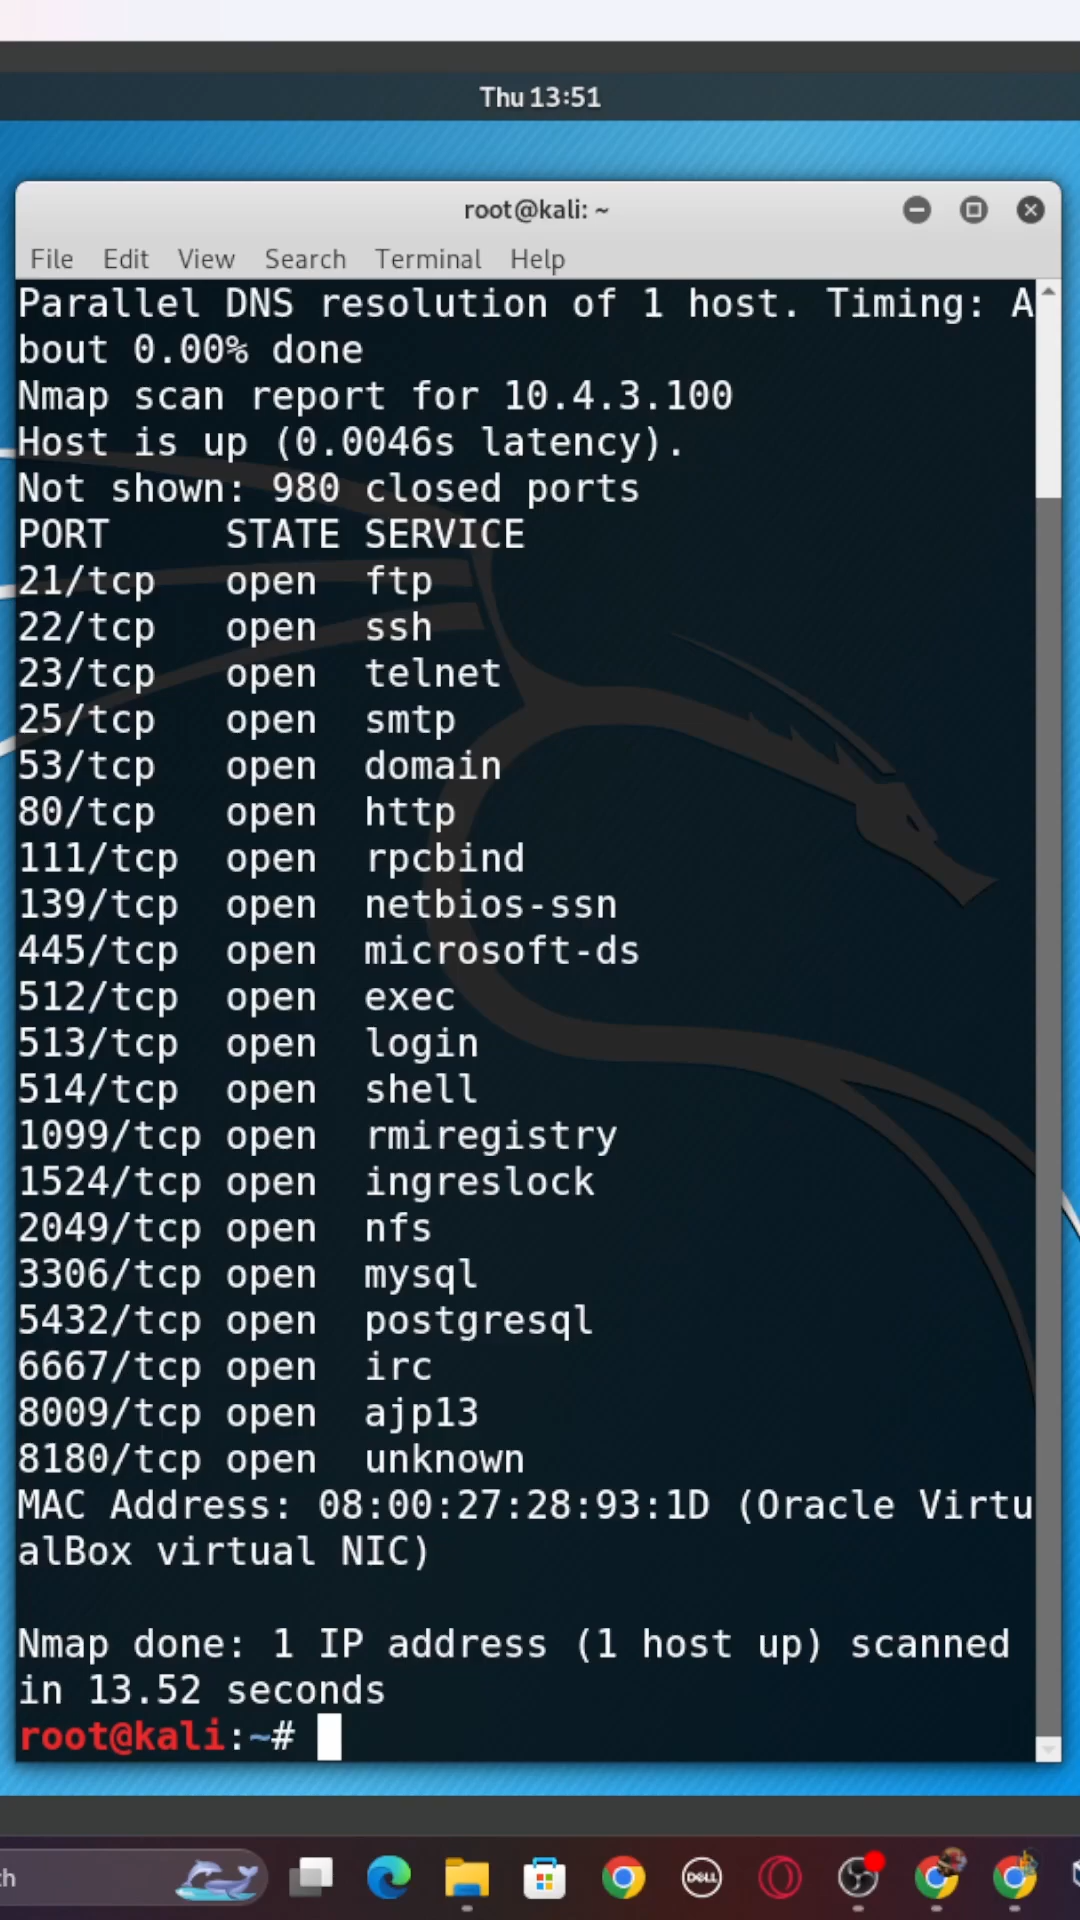 Thu 13:51
root@kali: ~
File Edit View Search Terminal Help
Parallel DNS resolution of 1 host. Timing: A
bout 0.00% done
Nmap scan report for 10.4.3.100
Host is up (0.0046s latency).
Not shown: 980 closed ports
PORT     STATE SERVICE
21/tcp   open  ftp
22/tcp   open  ssh
23/tcp   open  telnet
25/tcp   open  smtp
53/tcp   open  domain
80/tcp   open  http
111/tcp  open  rpcbind
139/tcp  open  netbios-ssn
445/tcp  open  microsoft-ds
512/tcp  open  exec
513/tcp  open  login
514/tcp  open  shell
1099/tcp open  rmiregistry
1524/tcp open  ingreslock
2049/tcp open  nfs
3306/tcp open  mysql
5432/tcp open  postgresql
6667/tcp open  irc
8009/tcp open  ajp13
8180/tcp open  unknown
MAC Address: 08:00:27:28:93:1D (Oracle Virtu
alBox virtual NIC)
Nmap done: 1 IP address (1 host up) scanned
in 13.52 seconds
root@kali:~#
ch
DELL